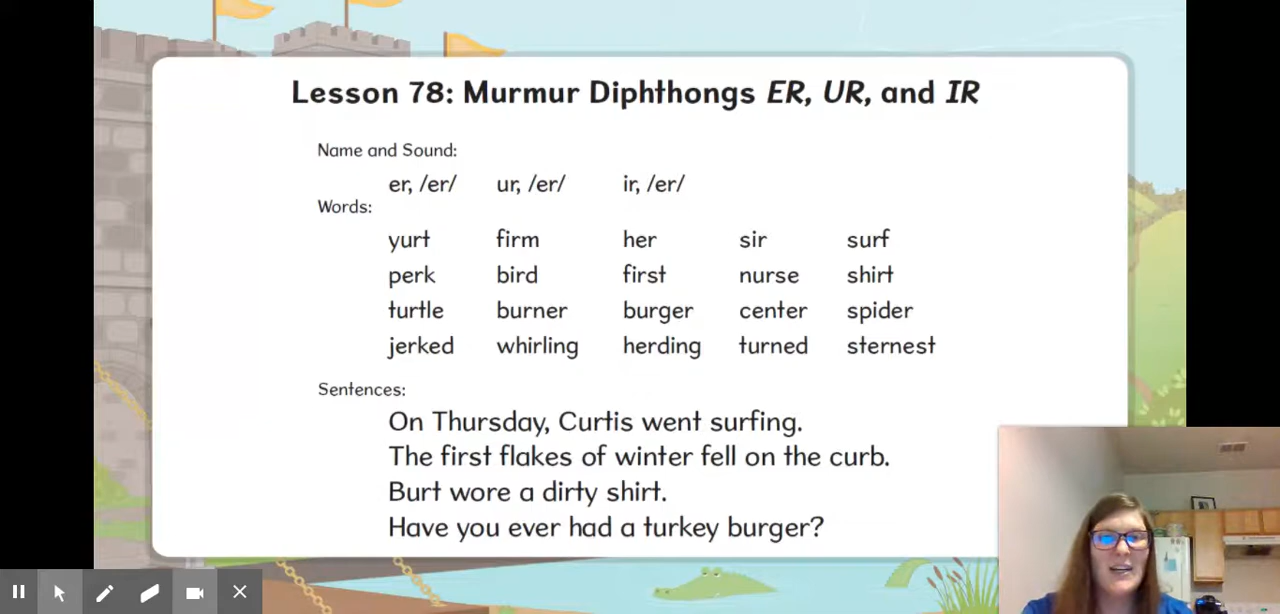 Lesson 78: Murmur Diphthongs ER, UR, and IR
Name and Sound:
er, /er/ ur, /er/ ir, /er/
Words:
yurt firm her sir surf
perk bird first nurse shirt
turtle burner burger center spider
jerked whirling herding turned sternest
Sentences:
On Thursday, Curtis went surfing.
The first flakes of winter fell on the curb.
Burt wore a dirty shirt.
Have you ever had a turkey burger?